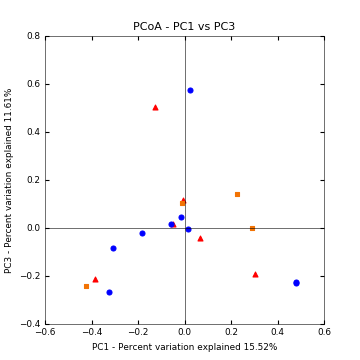 PCoA - PC1 vs PC3
PC3 - Percent variation explained 11.61%
0.8
0.6
0.4
0.2
0.0
−0.2
−0.4
−0.6 −0.4 −0.2 0.0 0.2 0.4 0.6
PC1 - Percent variation explained 15.52%